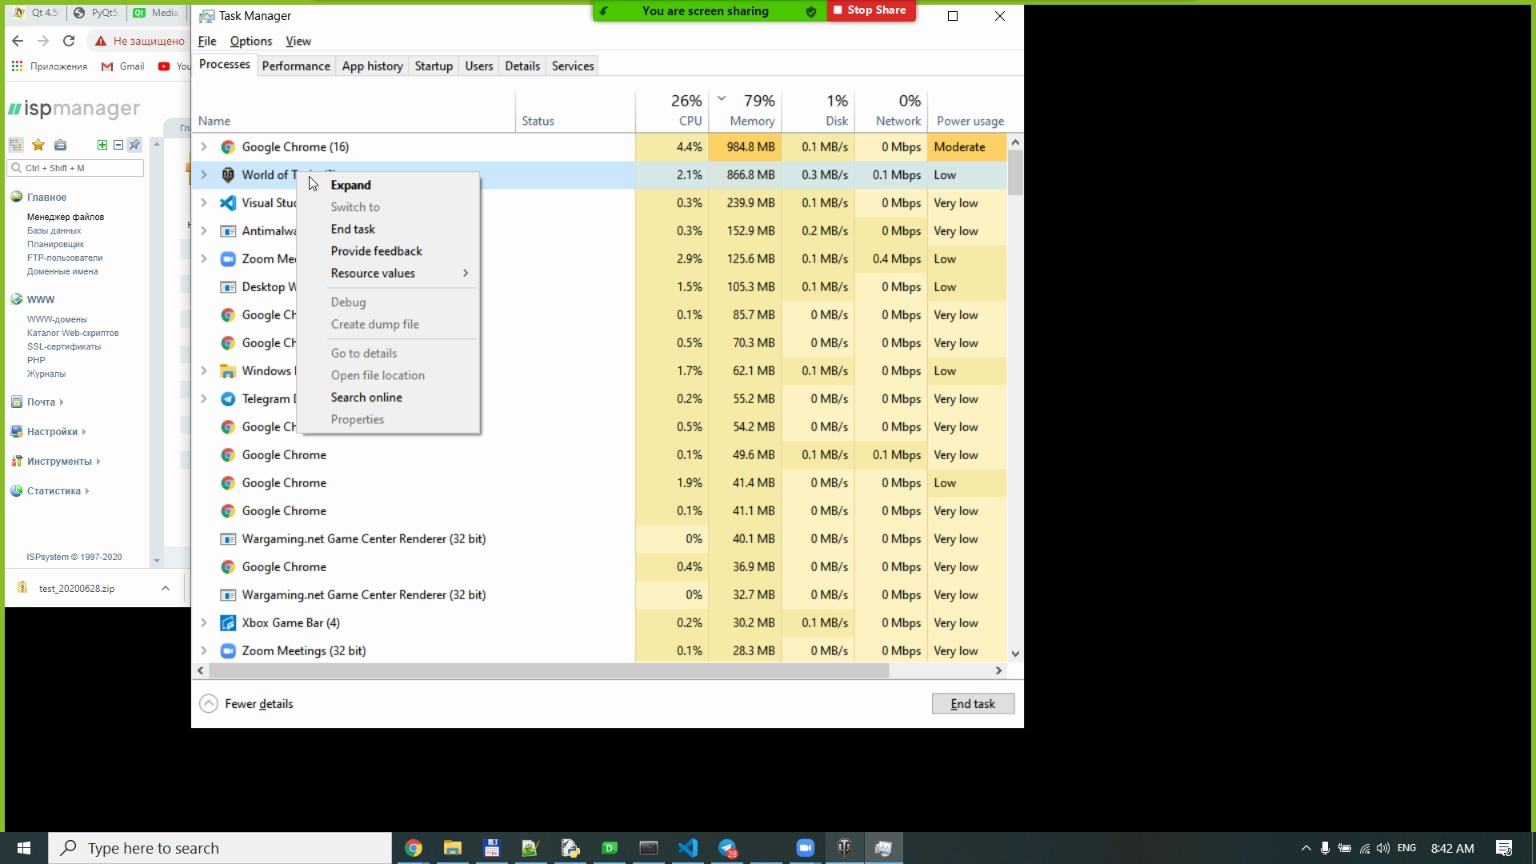 Qt 4.5
PyQt5
Media
Task Manager
You are screen sharing
Stop Share
Не защищено
File Options View
Приложения Gmail You
Processes Performance App history Startup Users Details Services
ispmanager
26% 79% 1% 0%
Name Status CPU Memory Disk Network Power usage
Google Chrome (16) 4.4% 984.8 MB 0.1 MB/s 0 Mbps Moderate
Ctrl + Shift + M
World of 2.1% 866.8 MB 0.3 MB/s 0.1 Mbps Low
Expand
Switch to
End task
Provide feedback
Resource values
Debug
Create dump file
Go to details
Open file location
Search online
Properties
Visual Stu 0.3% 239.9 MB 0.1 MB/s 0 Mbps Very low
Antimalwa 0.3% 152.9 MB 0.2 MB/s 0 Mbps Very low
Zoom Me 2.9% 125.6 MB 0.1 MB/s 0.4 Mbps Low
Desktop W 1.5% 105.3 MB 0.1 MB/s 0 Mbps Low
Google Ch 0.1% 85.7 MB 0 MB/s 0 Mbps Very low
Google Ch 0.5% 70.3 MB 0 MB/s 0 Mbps Very low
Windows 1.7% 62.1 MB 0.1 MB/s 0 Mbps Low
Telegram D 0.2% 55.2 MB 0 MB/s 0 Mbps Very low
Google Ch 0.5% 54.2 MB 0 MB/s 0 Mbps Very low
Google Chrome 0.1% 49.6 MB 0.1 MB/s 0.1 Mbps Very low
Google Chrome 1.9% 41.4 MB 0 MB/s 0 Mbps Low
Google Chrome 0.1% 41.1 MB 0 MB/s 0 Mbps Very low
Wargaming.net Game Center Renderer (32 bit) 0% 40.1 MB 0 MB/s 0 Mbps Very low
Google Chrome 0.4% 36.9 MB 0 MB/s 0 Mbps Very low
Wargaming.net Game Center Renderer (32 bit) 0% 32.7 MB 0 MB/s 0 Mbps Very low
Xbox Game Bar (4) 0.2% 30.2 MB 0.1 MB/s 0 Mbps Very low
Zoom Meetings (32 bit) 0.1% 28.3 MB 0 MB/s 0 Mbps Very low
Fewer details
End task
Главное
Менеджер файлов
Базы данных
Планировщик
FTP-пользователи
Доменные имена
WWW
WWW-домены
Каталог Web-скриптов
SSL-сертификаты
PHP
Журналы
Почта
Настройки
Инструменты
Статистика
ISPsystem © 1997-2020
test_20200628.zip
Type here to search
28
ENG
8:42 AM